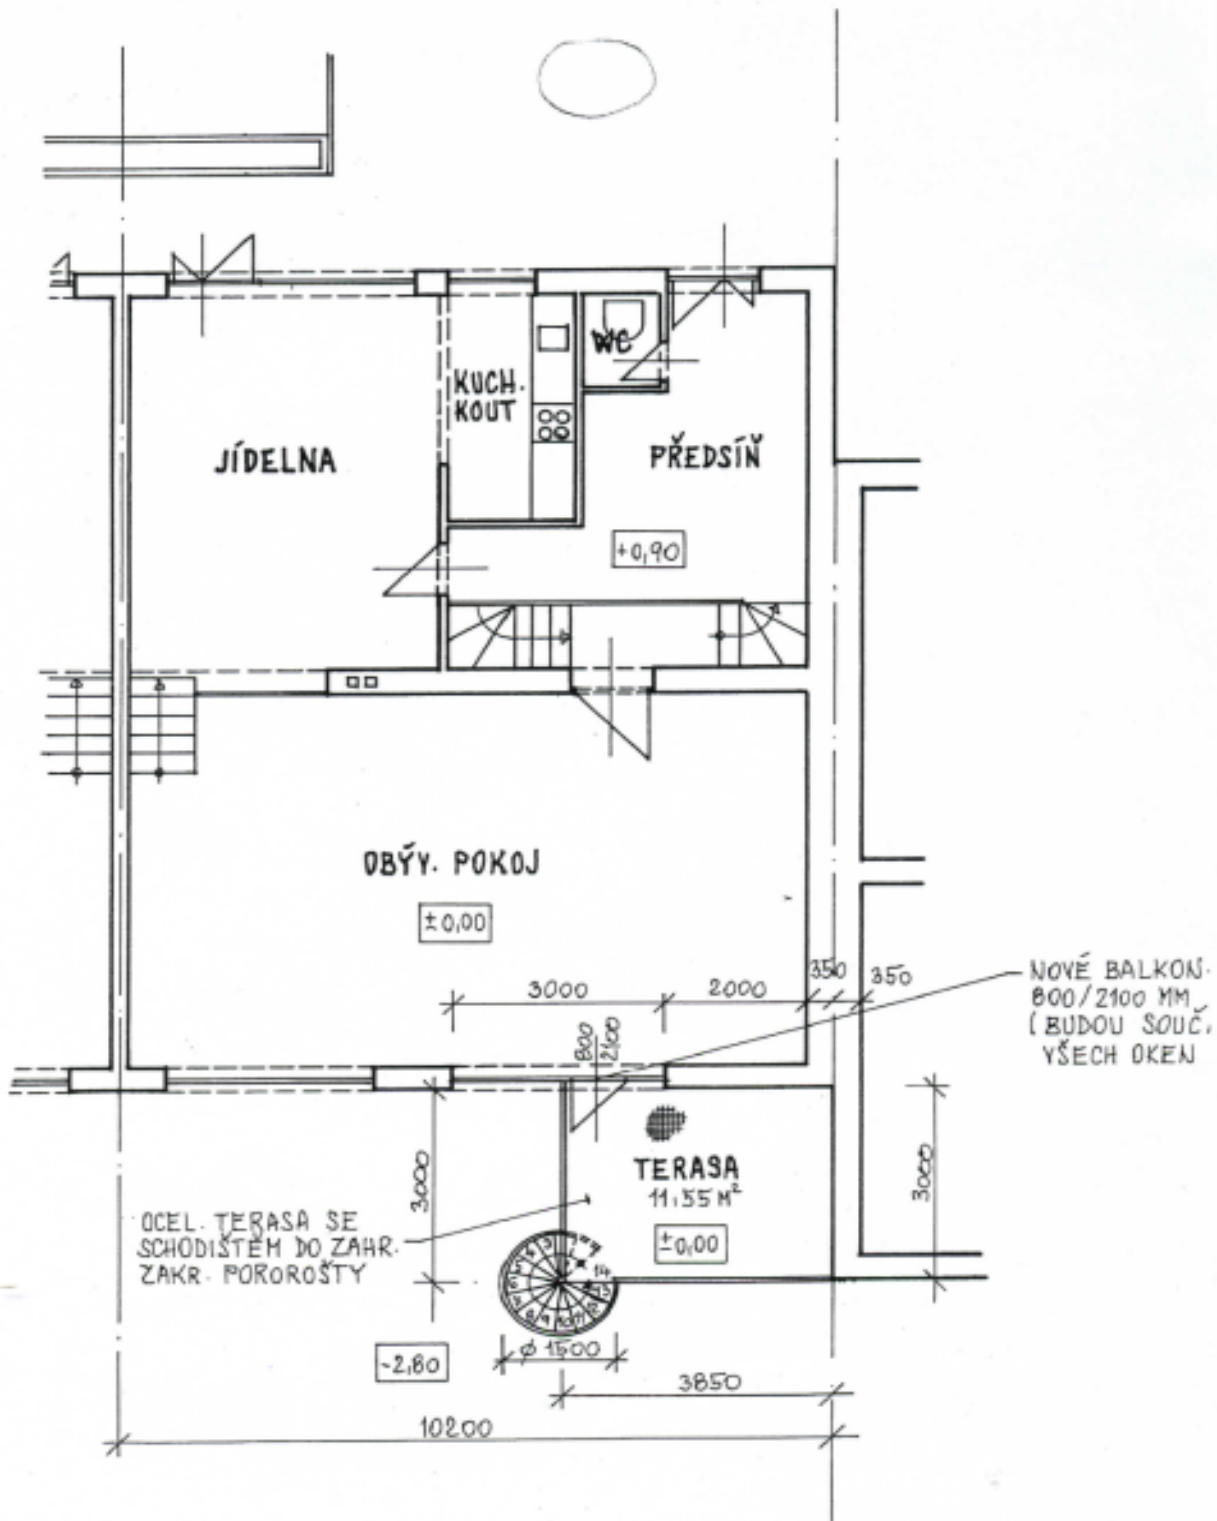 WC
KUCH.
KOUT
JÍDELNA
PŘEDSÍŇ
+0,90
OBÝV. POKOJ
±0,00
3000
2000
350
350
NOVÉ BALKON.
800/2100 MM
(BUDOU SOUČ.
VŠECH OKEN
800
2100
3000
TERASA
11,55 M²
±0,00
3000
OCEL. TERASA SE
SCHODIŠTĚM DO ZAHR.
ZAKR. POROROŠTY
14
-2,80
ϕ 1500
3850
10200